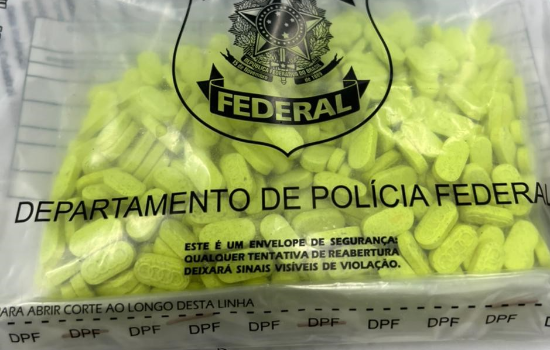 FEDERAL
DEPARTAMENTO DE POLÍCIA FEDERAL
ESTE É UM ENVELOPE DE SEGURANÇA:
QUALQUER TENTATIVA DE REABERTURA
DEIXARÁ SINAIS VISÍVEIS DE VIOLAÇÃO.
PARA ABRIR CORTE AO LONGO DESTA LINHA
DPF DPF DPF DPF DPF DPF DPF DPF DPF